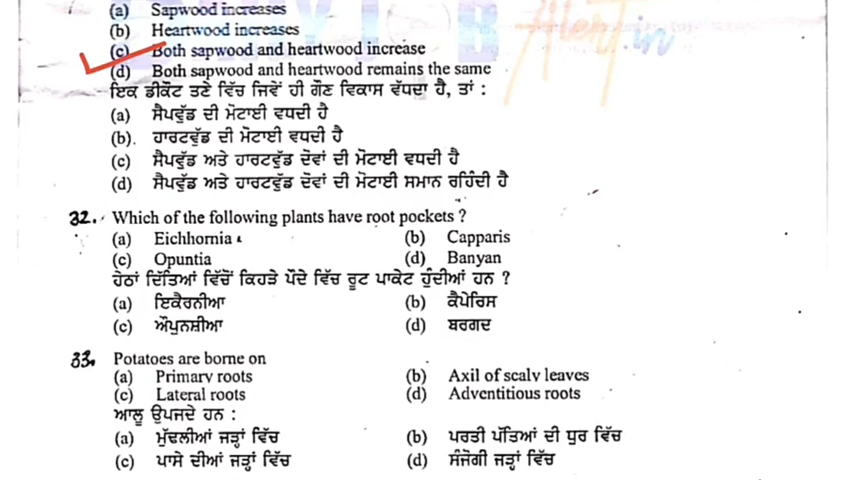 (a) Sapwood increases
(b) Heartwood increases
(c) Both sapwood and heartwood increase
(d) Both sapwood and heartwood remains the same
ਇਕ ਡੀਕੌਟ ਤਣੇ ਵਿੱਚ ਜਿਵੇਂ ਹੀ ਗੌਣ ਵਿਕਾਸ ਵੱਧਦਾ ਹੈ, ਤਾਂ :
(a) ਸੈਪਵੁੱਡ ਦੀ ਮੋਟਾਈ ਵਧਦੀ ਹੈ
(b). ਹਾਰਟਵੁੱਡ ਦੀ ਮੋਟਾਈ ਵਧਦੀ ਹੈ
(c) ਸੈਪਵੁੱਡ ਅਤੇ ਹਾਰਟਵੁੱਡ ਦੋਵਾਂ ਦੀ ਮੋਟਾਈ ਵਧਦੀ ਹੈ
(d) ਸੈਪਵੁੱਡ ਅਤੇ ਹਾਰਟਵੁੱਡ ਦੋਵਾਂ ਦੀ ਮੋਟਾਈ ਸਮਾਨ ਰਹਿੰਦੀ ਹੈ
32. Which of the following plants have root pockets ?
(a) Eichhornia (b) Capparis
(c) Opuntia (d) Banyan
ਹੇਠਾਂ ਦਿੱਤਿਆਂ ਵਿੱਚੋਂ ਕਿਹੜੇ ਪੌਦੇ ਵਿੱਚ ਰੂਟ ਪਾਕੇਟ ਹੁੰਦੀਆਂ ਹਨ ?
(a) ਇਕੈਰਨੀਆ (b) ਕੈਪੇਰਿਸ
(c) ਔਪੁਨਸ਼ੀਆ (d) ਬਰਗਦ
33. Potatoes are borne on
(a) Primary roots (b) Axil of scaly leaves
(c) Lateral roots (d) Adventitious roots
ਆਲੂ ਉਪਜਦੇ ਹਨ :
(a) ਮੁੱਢਲੀਆਂ ਜੜ੍ਹਾਂ ਵਿੱਚ (b) ਪਰਤੀ ਪੱਤਿਆਂ ਦੀ ਧੁਰ ਵਿੱਚ
(c) ਪਾਸੇ ਦੀਆਂ ਜੜ੍ਹਾਂ ਵਿੱਚ (d) ਸੰਜੋਗੀ ਜੜ੍ਹਾਂ ਵਿੱਚ